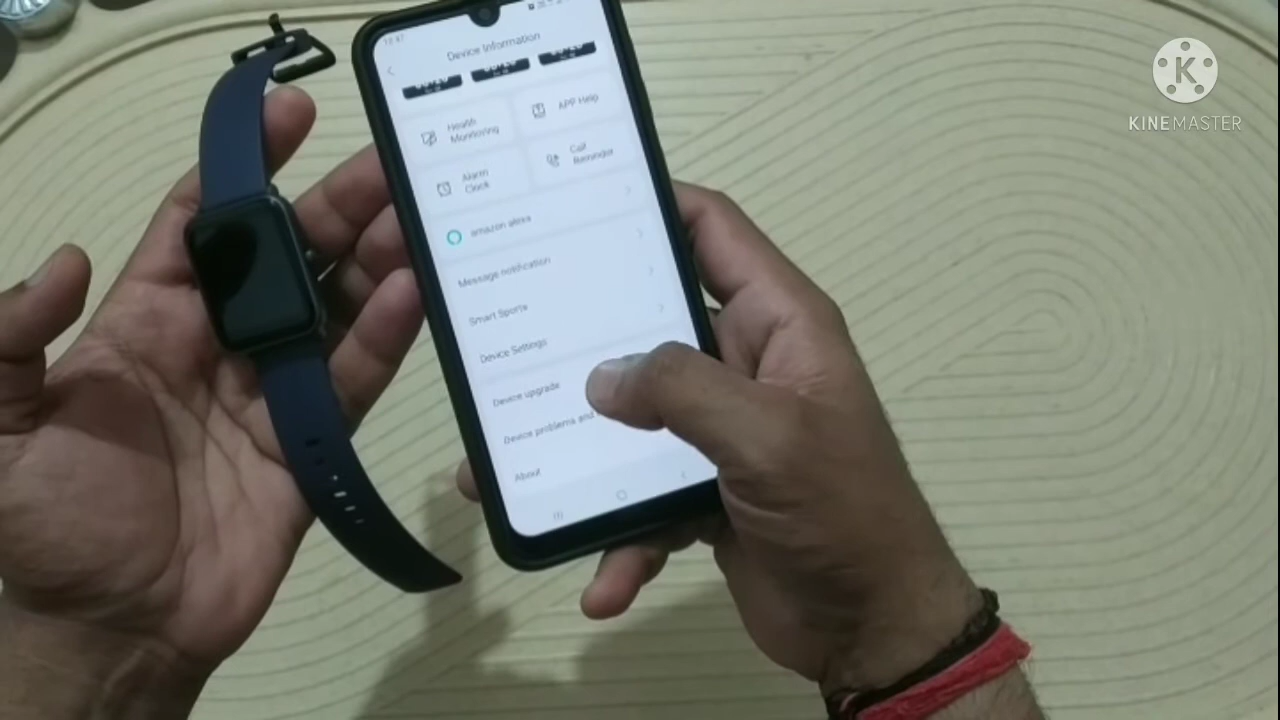 Device Information
Health
Monitoring
APP Help
Alarm
Clock
Call
Reminder
amazon alexa
Message notification
Smart Sports
Device Settings
Device upgrade
Device problems and
About
KINEMASTER